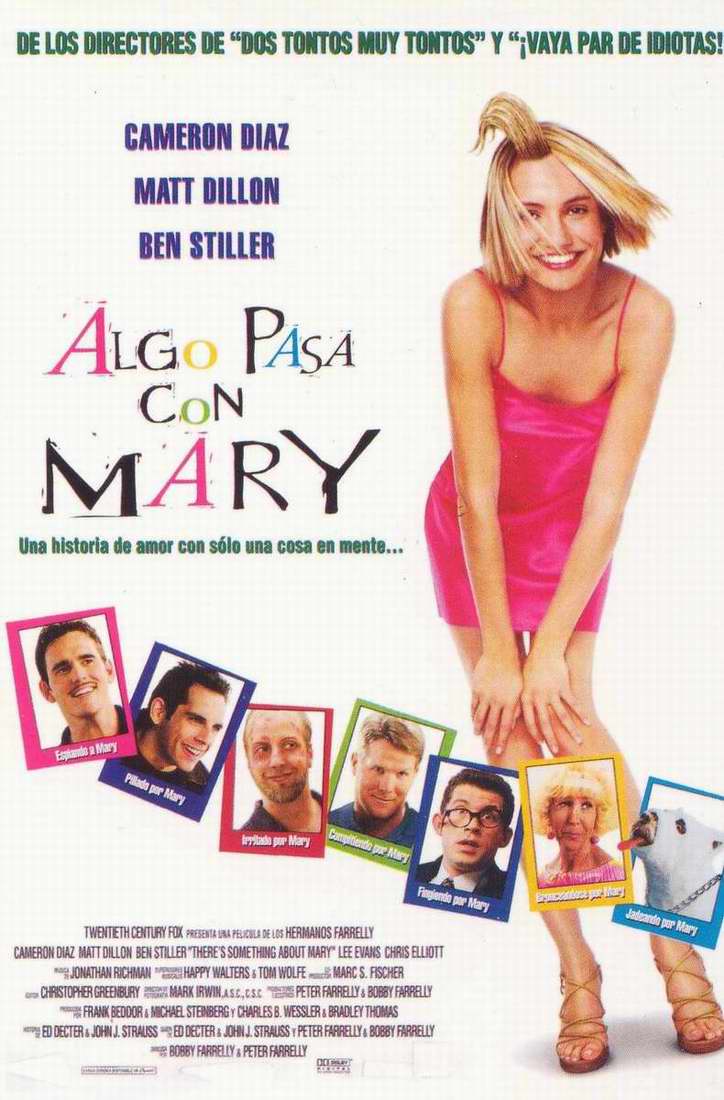 DE LOS DIRECTORES DE “DOS TONTOS MUY TONTOS” Y “¡VAYA PAR DE IDIOTAS!
CAMERON DIAZ
MATT DILLON
BEN STILLER
ALGO PASA
CON
MARY
Una historia de amor con sólo una cosa en mente...
Espiando a Mary
Pillado por Mary
Irritado por Mary
Compitiendo por Mary
Fingiendo por Mary
por Mary
Jadeando por Mary
TWENTIETH CENTURY FOX PRESENTA UNA PELICULA DE LOS HERMANOS FARRELLY
CAMERON DIAZ MATT DILLON BEN STILLER "THERE'S SOMETHING ABOUT MARY" LEE EVANS CHRIS ELLIOTT
JONATHAN RICHMAN HAPPY WALTERS & TOM WOLFE MARC S. FISCHER
CHRISTOPHER GREENBURY MARK IRWIN, A.S.C., C.S.C. PETER FARRELLY & BOBBY FARRELLY
FRANK BEDDOR & MICHAEL STEINBERG Y CHARLES B. WESSLER & BRADLEY THOMAS
ED DECTER & JOHN J. STRAUSS ED DECTER & JOHN J. STRAUSS Y PETER FARRELLY & BOBBY FARRELLY
BOBBY FARRELLY & PETER FARRELLY
DOLBY
DIGITAL